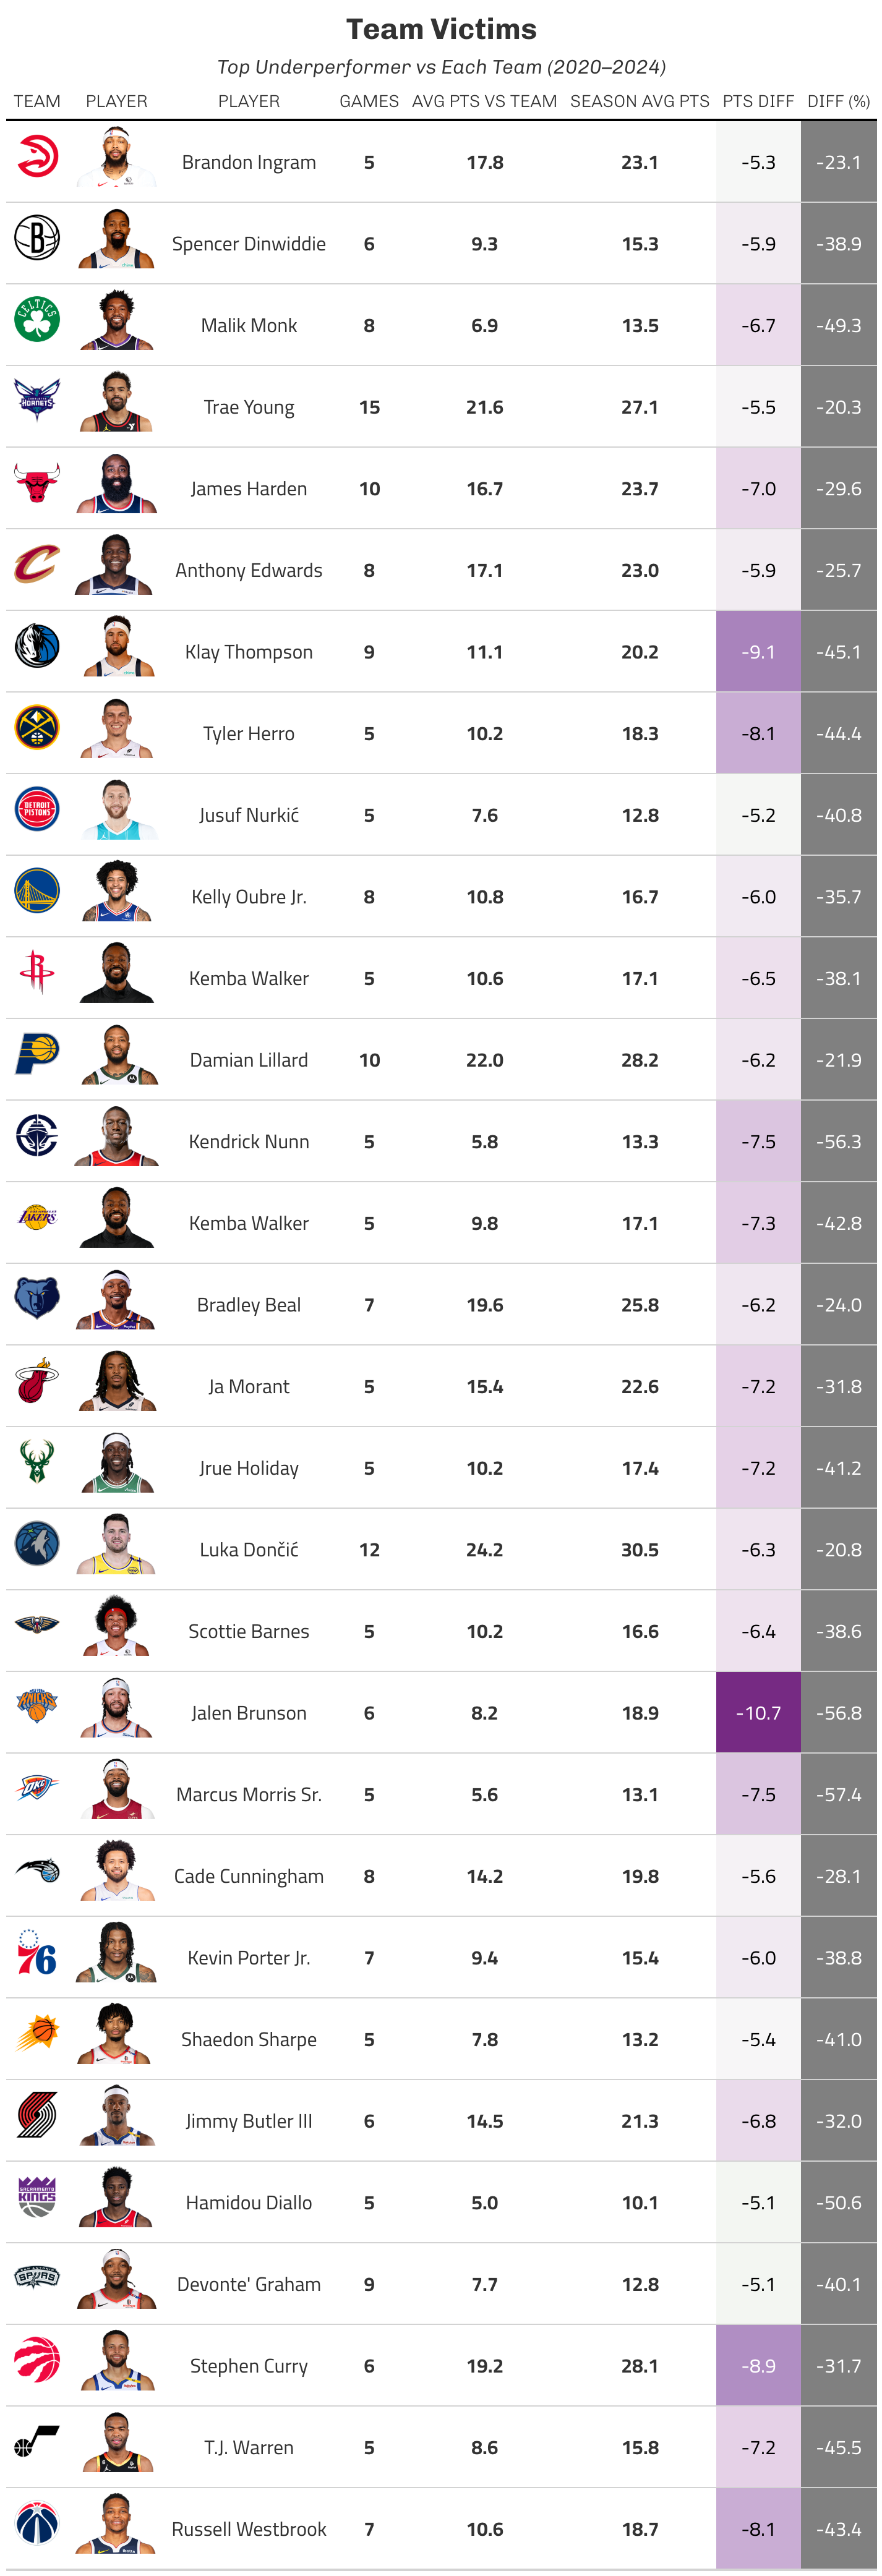 Team Victims
Top Underperformer vs Each Team (2020–2024)
TEAM PLAYER PLAYER GAMES AVG PTS VS TEAM SEASON AVG PTS PTS DIFF DIFF (%)
Brandon Ingram 5 17.8 23.1 -5.3 -23.1
B Spencer Dinwiddie 6 9.3 15.3 -5.9 -38.9
CELTICS Malik Monk 8 6.9 13.5 -6.7 -49.3
HORNETS Trae Young 15 21.6 27.1 -5.5 -20.3
James Harden 10 16.7 23.7 -7.0 -29.6
C Anthony Edwards 8 17.1 23.0 -5.9 -25.7
Klay Thompson 9 11.1 20.2 -9.1 -45.1
Tyler Herro 5 10.2 18.3 -8.1 -44.4
DETROIT PISTONS Jusuf Nurkić 5 7.6 12.8 -5.2 -40.8
Kelly Oubre Jr. 8 10.8 16.7 -6.0 -35.7
R Kemba Walker 5 10.6 17.1 -6.5 -38.1
P Damian Lillard 10 22.0 28.2 -6.2 -21.9
Kendrick Nunn 5 5.8 13.3 -7.5 -56.3
LAKERS Kemba Walker 5 9.8 17.1 -7.3 -42.8
Bradley Beal 7 19.6 25.8 -6.2 -24.0
Ja Morant 5 15.4 22.6 -7.2 -31.8
Jrue Holiday 5 10.2 17.4 -7.2 -41.2
Luka Dončić 12 24.2 30.5 -6.3 -20.8
Scottie Barnes 5 10.2 16.6 -6.4 -38.6
KNICKS Jalen Brunson 6 8.2 18.9 -10.7 -56.8
OKC Marcus Morris Sr. 5 5.6 13.1 -7.5 -57.4
Cade Cunningham 8 14.2 19.8 -5.6 -28.1
76 Kevin Porter Jr. 7 9.4 15.4 -6.0 -38.8
Shaedon Sharpe 5 7.8 13.2 -5.4 -41.0
Jimmy Butler III 6 14.5 21.3 -6.8 -32.0
SACRAMENTO KINGS Hamidou Diallo 5 5.0 10.1 -5.1 -50.6
SPURS Devonte' Graham 9 7.7 12.8 -5.1 -40.1
Stephen Curry 6 19.2 28.1 -8.9 -31.7
T.J. Warren 5 8.6 15.8 -7.2 -45.5
Russell Westbrook 7 10.6 18.7 -8.1 -43.4